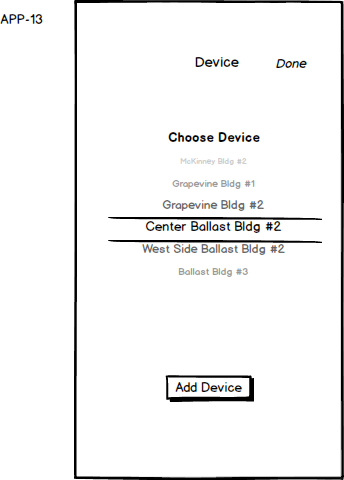 APP-13
Device Done
Choose Device
McKinney Bldg #2
Grapevine Bldg #1
Grapevine Bldg #2
Center Ballast Bldg #2
West Side Ballast Bldg #2
Ballast Bldg #3
Add Device